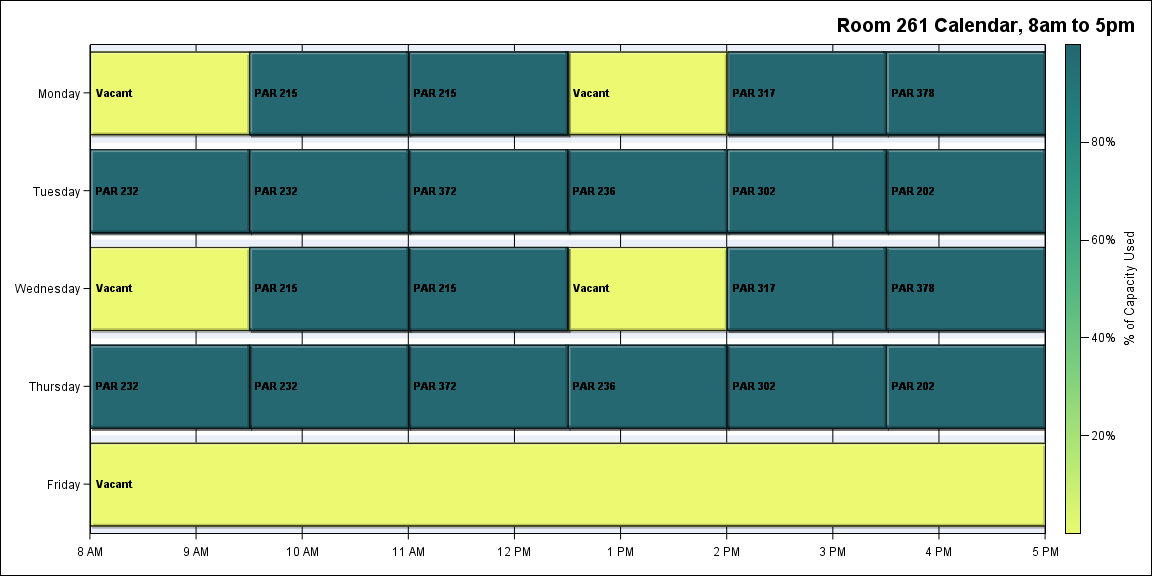 Room 261 Calendar, 8am to 5pm
Monday
Vacant
PAR 215
PAR 215
Vacant
PAR 317
PAR 378
Tuesday
PAR 232
PAR 232
PAR 372
PAR 236
PAR 302
PAR 202
Wednesday
Vacant
PAR 215
PAR 215
Vacant
PAR 317
PAR 378
Thursday
PAR 232
PAR 232
PAR 372
PAR 236
PAR 302
PAR 202
Friday
Vacant
8 AM
9 AM
10 AM
11 AM
12 PM
1 PM
2 PM
3 PM
4 PM
5 PM
80%
60%
40%
20%
% of Capacity Used